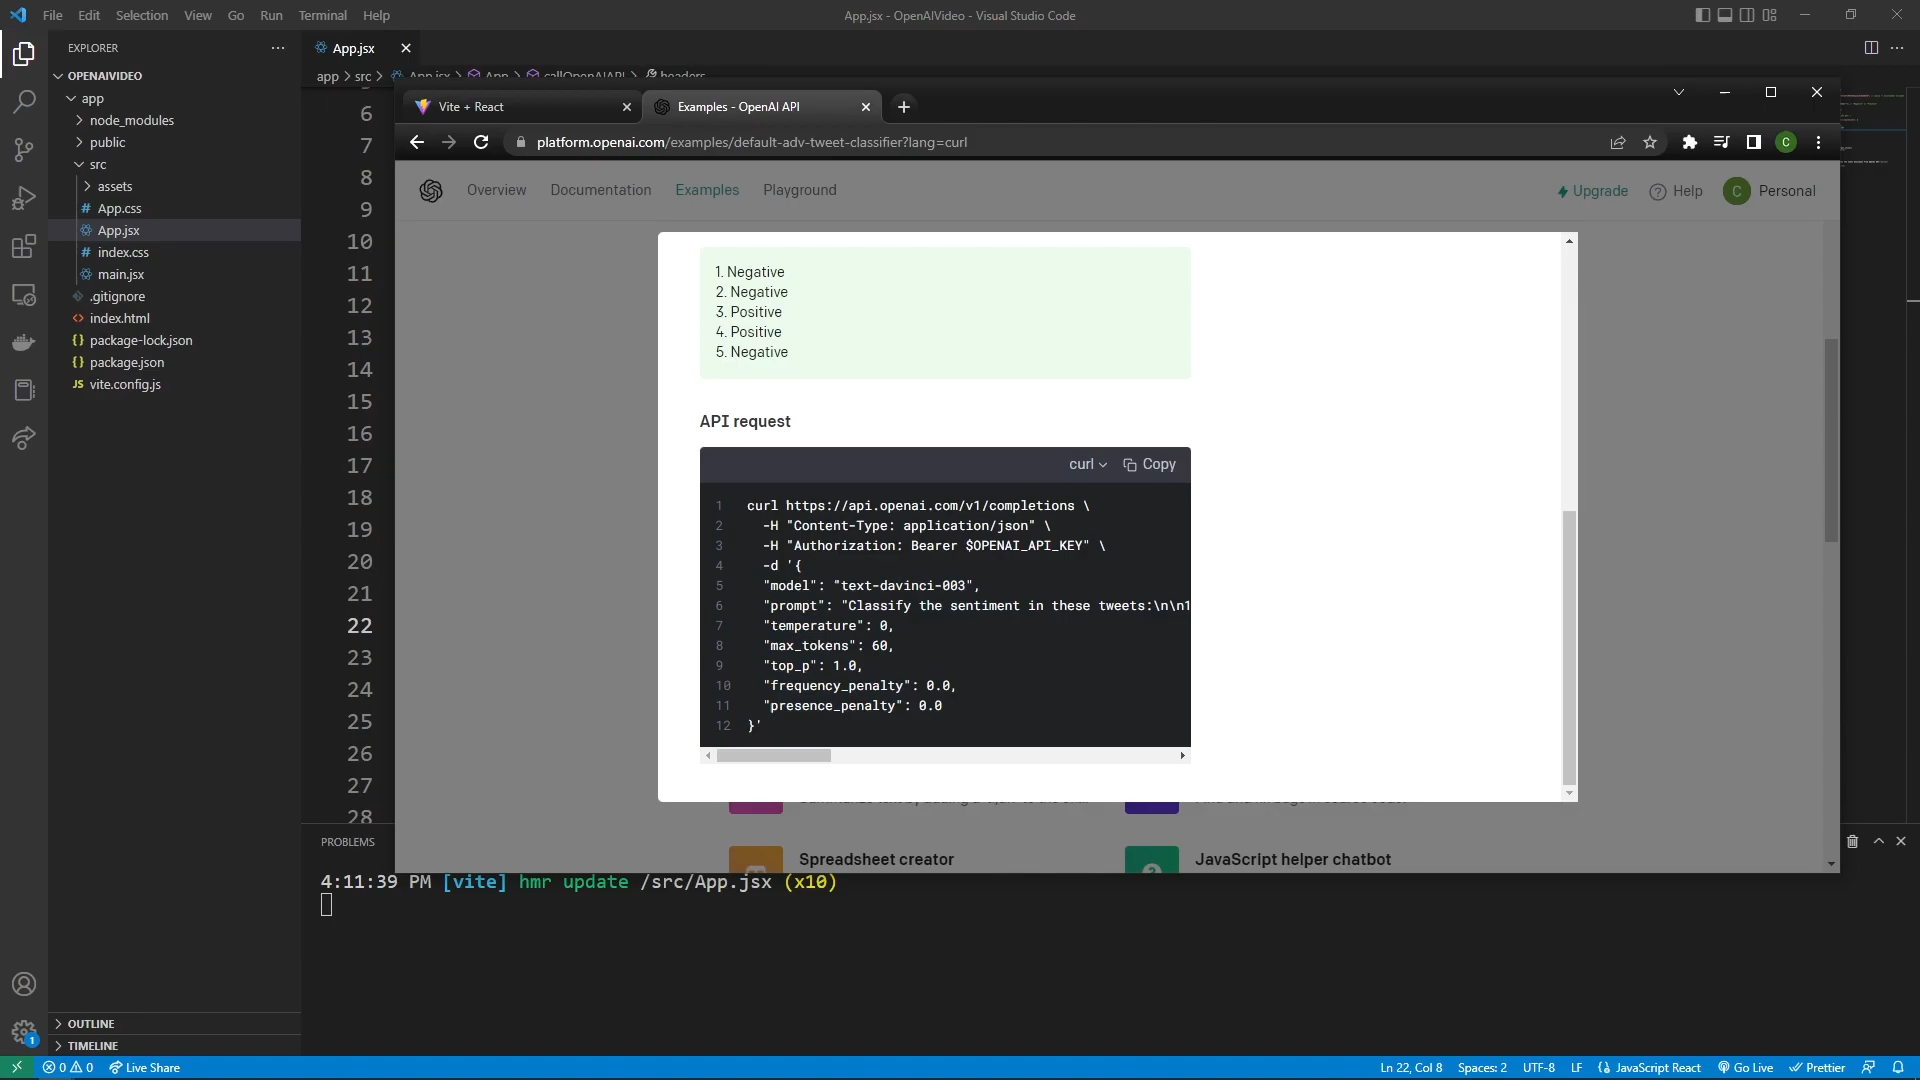 File Edit Selection View Go Run Terminal Help
App.jsx - OpenAIVideo - Visual Studio Code
EXPLORER
OPENAIVIDEO
app
node_modules
public
src
assets
App.css
App.jsx
index.css
main.jsx
.gitignore
index.html
package-lock.json
package.json
vite.config.js
OUTLINE
TIMELINE
App.jsx
app > src > App.jsx > App > callOpenAIAPI > headers
6
7
8
9
10
11
12
13
14
15
16
17
18
19
20
21
22
23
24
25
26
27
28
Vite + React
Examples - OpenAI API
platform.openai.com/examples/default-adv-tweet-classifier?lang=curl
C
Overview Documentation Examples Playground
Upgrade Help C Personal
1. Negative
2. Negative
3. Positive
4. Positive
5. Negative
API request
curl Copy
1 curl https://api.openai.com/v1/completions \
2 -H "Content-Type: application/json" \
3 -H "Authorization: Bearer $OPENAI_API_KEY" \
4 -d '{
5 "model": "text-davinci-003",
6 "prompt": "Classify the sentiment in these tweets:\n\n1
7 "temperature": 0,
8 "max_tokens": 60,
9 "top_p": 1.0,
10 "frequency_penalty": 0.0,
11 "presence_penalty": 0.0
12 }'
Spreadsheet creator
JavaScript helper chatbot
PROBLEMS
4:11:39 PM [vite] hmr update /src/App.jsx (x10)
1
0 0 Live Share
Ln 22, Col 8 Spaces: 2 UTF-8 LF JavaScript React Go Live Prettier